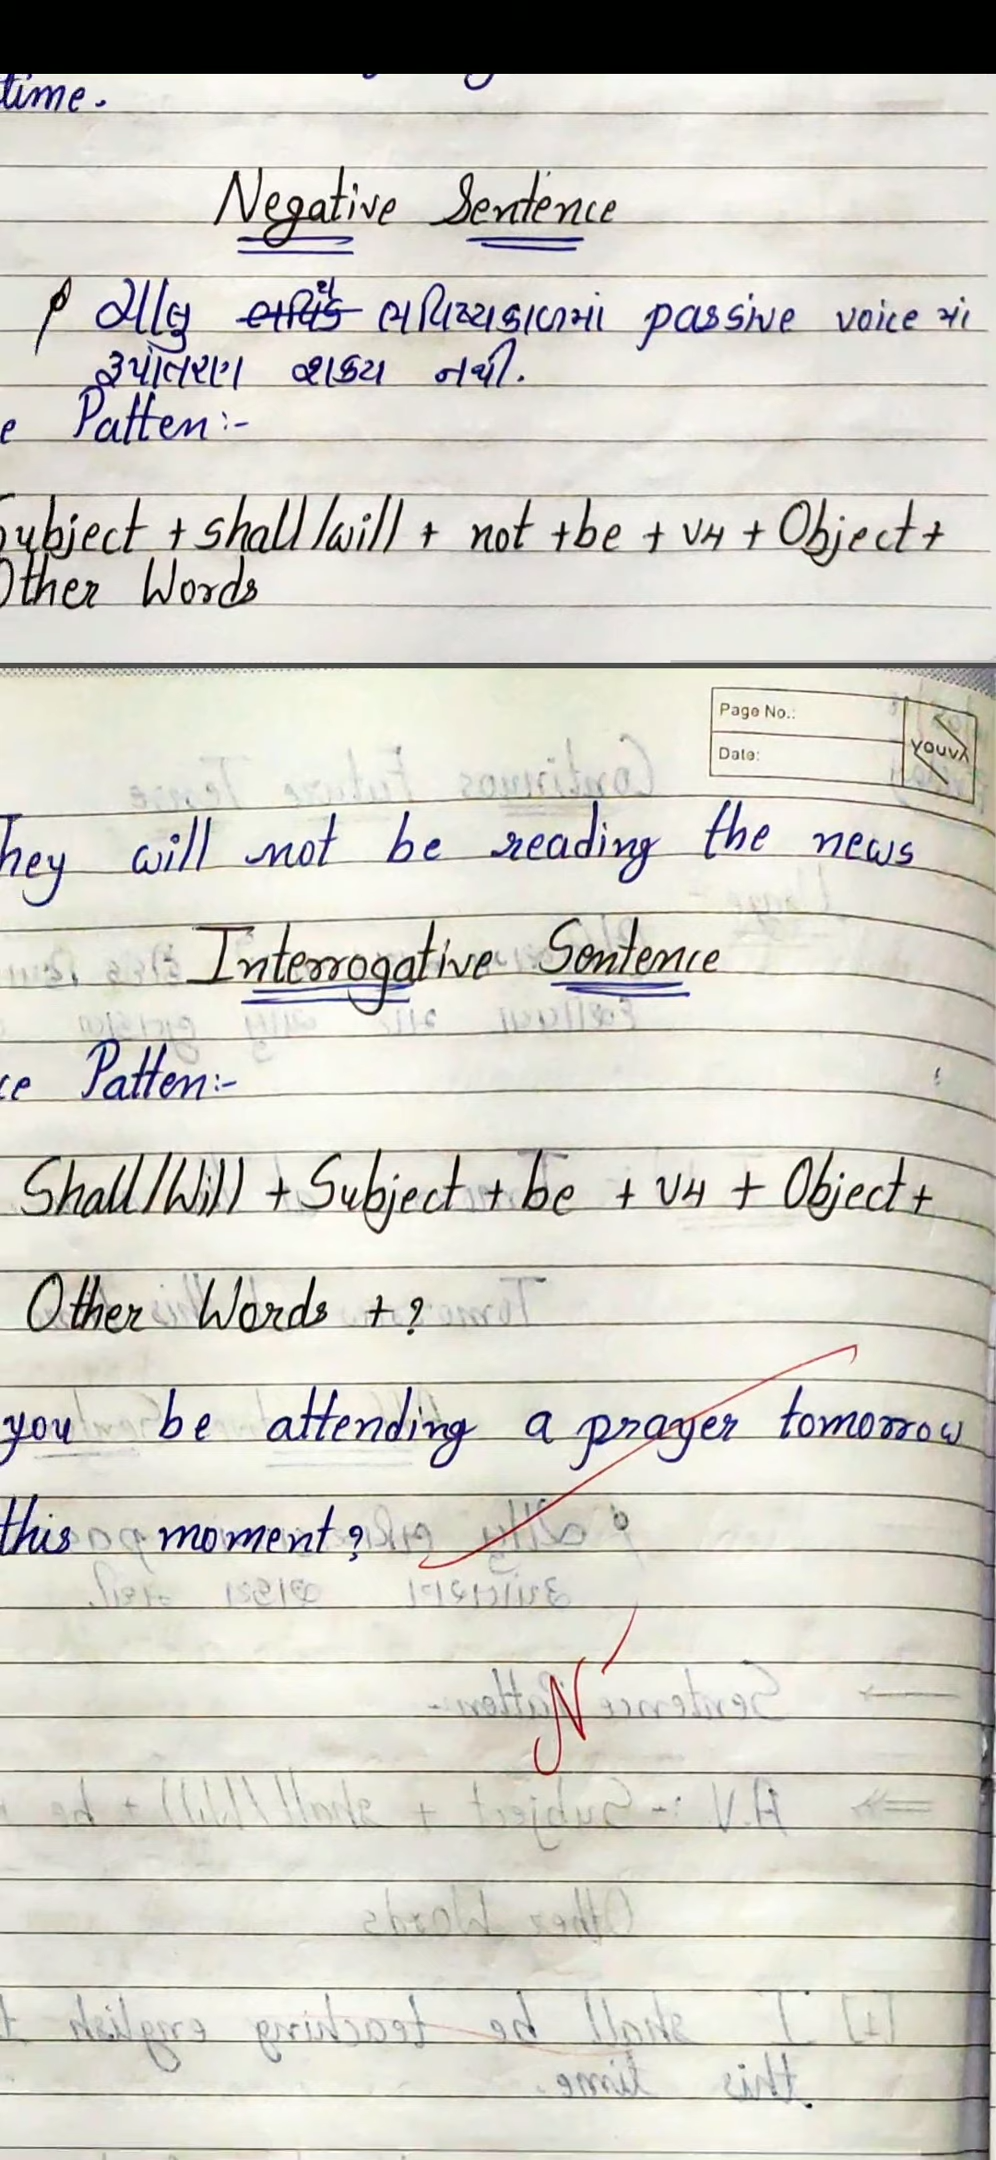 time.
Negative Sentence
ચાલુ ભવિષ્યકાળમાં passive voice માં
રૂપાંતરણ શક્ય નથી.
e Patten:-
Subject + shall/will + not +be + v4 + Object +
Other Words
Page No.:
Date:
YOUVA
They will not be reading the news
Interrogative Sentence
ce Patten:-
Shall/Will + Subject + be + v4 + Object +
Other Words + ?
you be attending a prayer tomorrow
this moment?